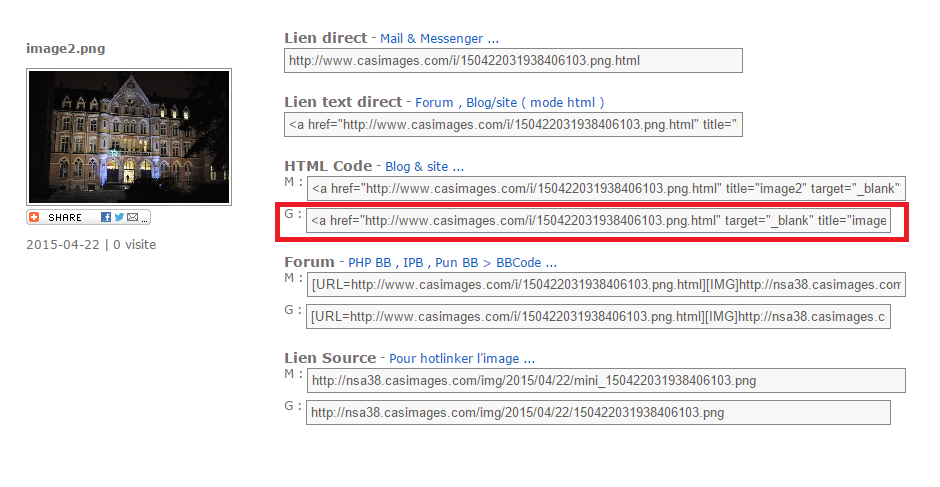 image2.png
SHARE
2015-04-22 | 0 visite
Lien direct - Mail & Messenger ...
http://www.casimages.com/i/150422031938406103.png.html
Lien text direct - Forum , Blog/site ( mode html )
<a href="http://www.casimages.com/i/150422031938406103.png.html" title="
HTML Code - Blog & site ...
M : <a href="http://www.casimages.com/i/150422031938406103.png.html" title="image2" target="_blank"
G : <a href="http://www.casimages.com/i/150422031938406103.png.html" target="_blank" title="image
Forum - PHP BB , IPB , Pun BB > BBCode ...
M : [URL=http://www.casimages.com/i/150422031938406103.png.html][IMG]http://nsa38.casimages.com
G : [URL=http://www.casimages.com/i/150422031938406103.png.html][IMG]http://nsa38.casimages.c
Lien Source - Pour hotlinker l'image ...
M : http://nsa38.casimages.com/img/2015/04/22/mini_150422031938406103.png
G : http://nsa38.casimages.com/img/2015/04/22/150422031938406103.png